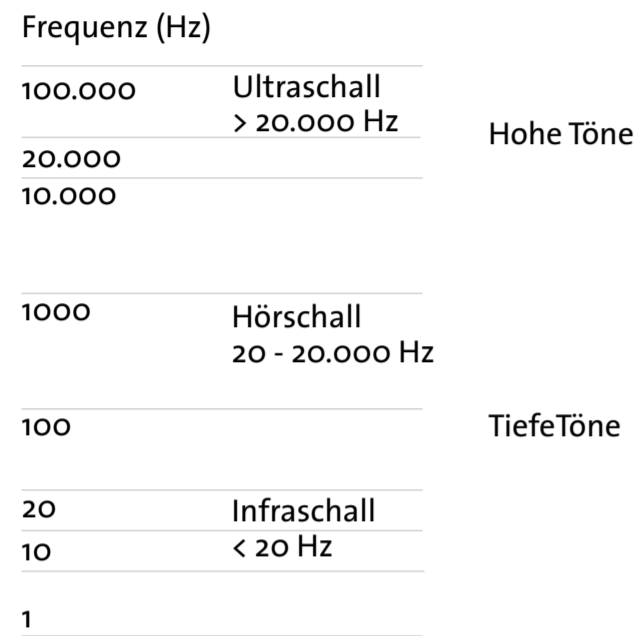 Frequenz (Hz)
100.000
Ultraschall
> 20.000 Hz
Hohe Töne
20.000
10.000
1000
Hörschall
20 - 20.000 Hz
100
TiefeTöne
20
Infraschall
10
< 20 Hz
1